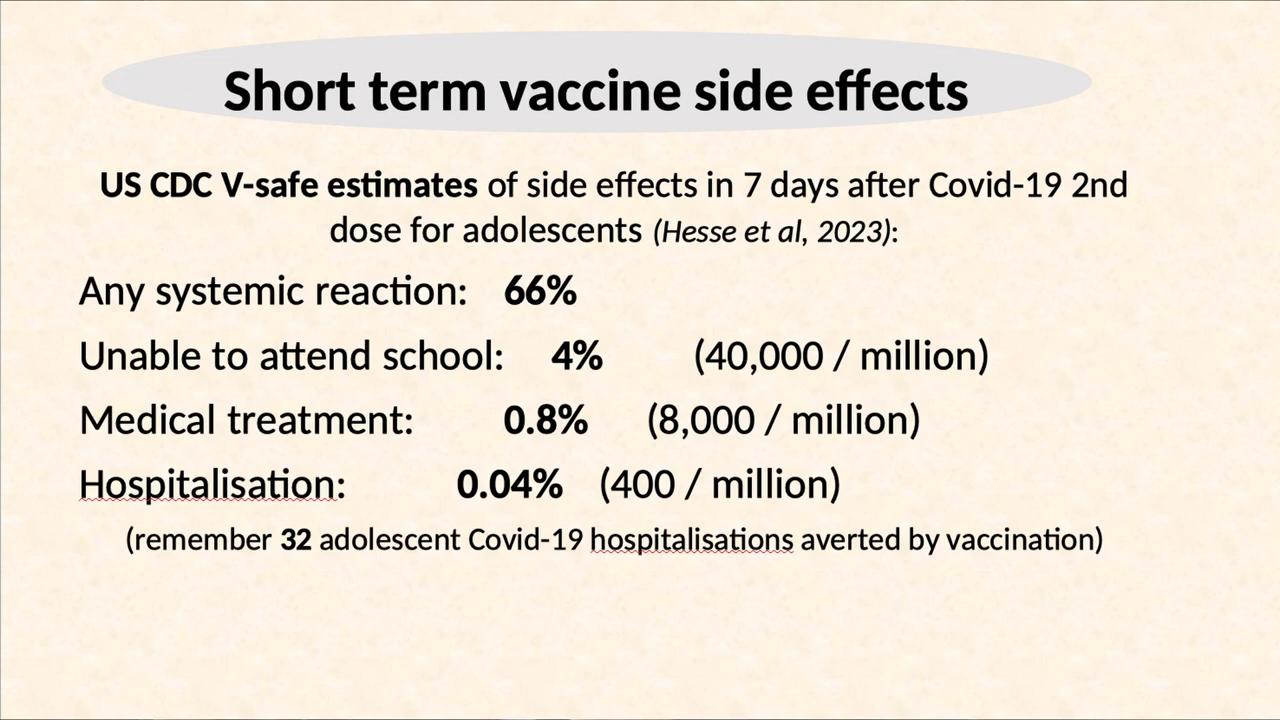 Short term vaccine side effects
US CDC V-safe estimates of side effects in 7 days after Covid-19 2nd
dose for adolescents (Hesse et al, 2023):
Any systemic reaction: 66%
Unable to attend school: 4% (40,000 / million)
Medical treatment: 0.8% (8,000 / million)
Hospitalisation: 0.04% (400 / million)
(remember 32 adolescent Covid-19 hospitalisations averted by vaccination)